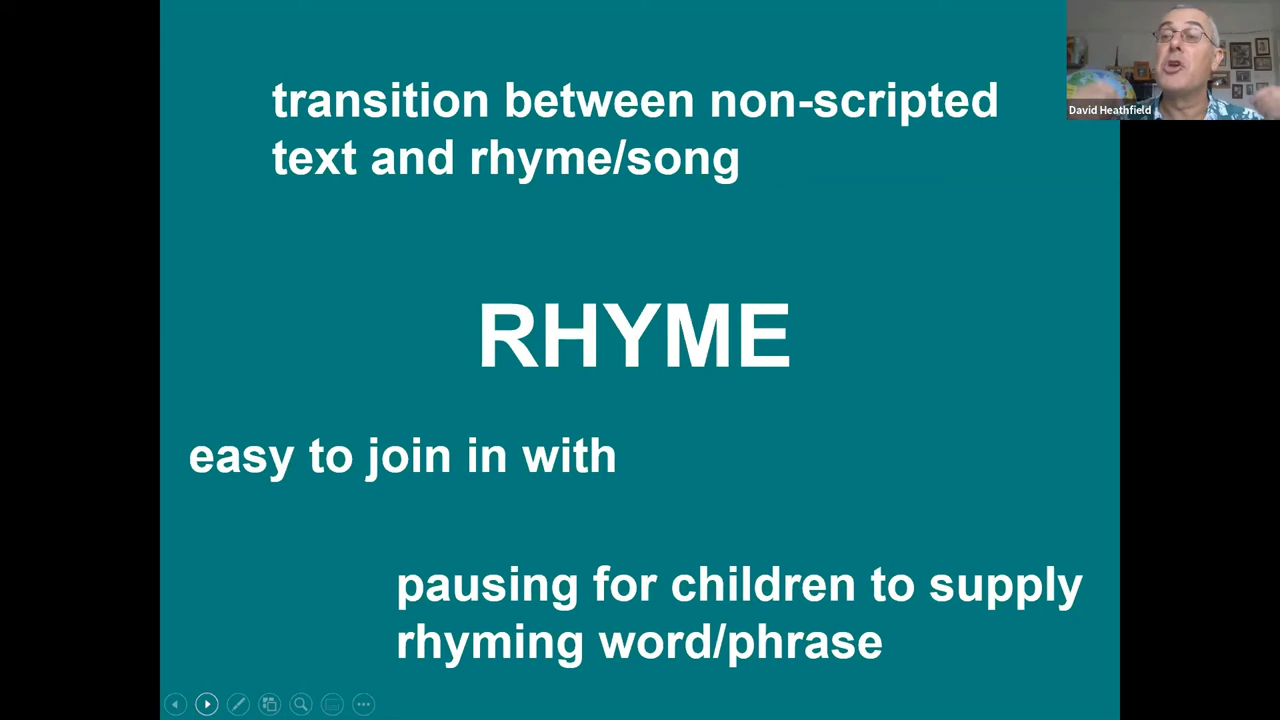 transition between non-scripted
text and rhyme/song
David Heathfield
RHYME
easy to join in with
pausing for children to supply
rhyming word/phrase